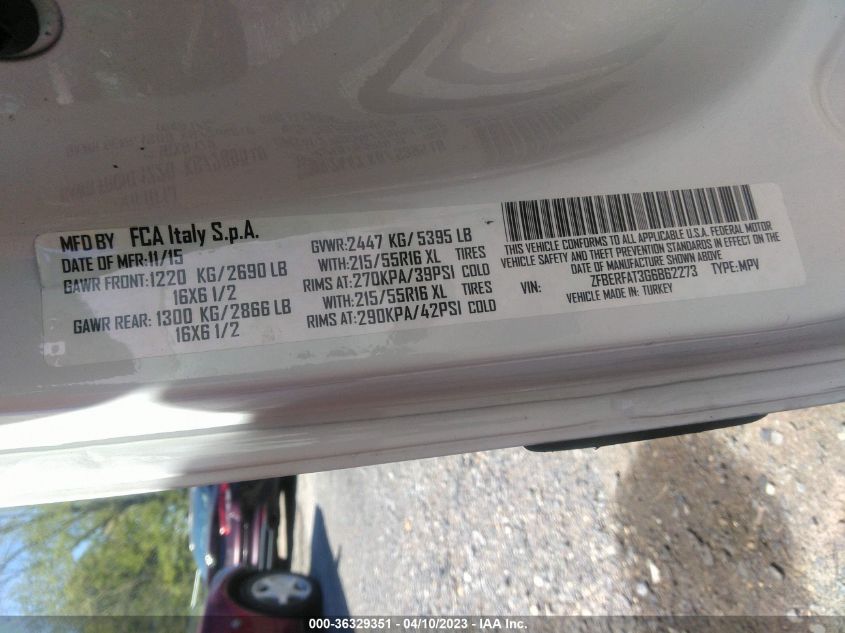 MFD BY FCA Italy S.p.A.
DATE OF MFR: 11/15
GAWR FRONT: 1220 KG/2690 LB
16X6 1/2
GAWR REAR: 1300 KG/2866 LB
16X6 1/2
GVWR: 2447 KG/ 5395 LB
WITH: 215/55R16 XL TIRES
RIMS AT: 270KPA/39PSI COLD
WITH: 215/55R16 XL TIRES
RIMS AT: 290KPA/42PSI COLD
THIS VEHICLE CONFORMS TO ALL APPLICABLE U.S.A. FEDERAL MOTOR
VEHICLE SAFETY AND THEFT PREVENTION STANDARDS IN EFFECT ON THE
DATE OF MANUFACTURE SHOWN ABOVE
VIN: ZFBERFAT3G6B62273 TYPE: MPV
VEHICLE MADE IN: TURKEY
000-36329351 - 04/10/2023 - IAA Inc.